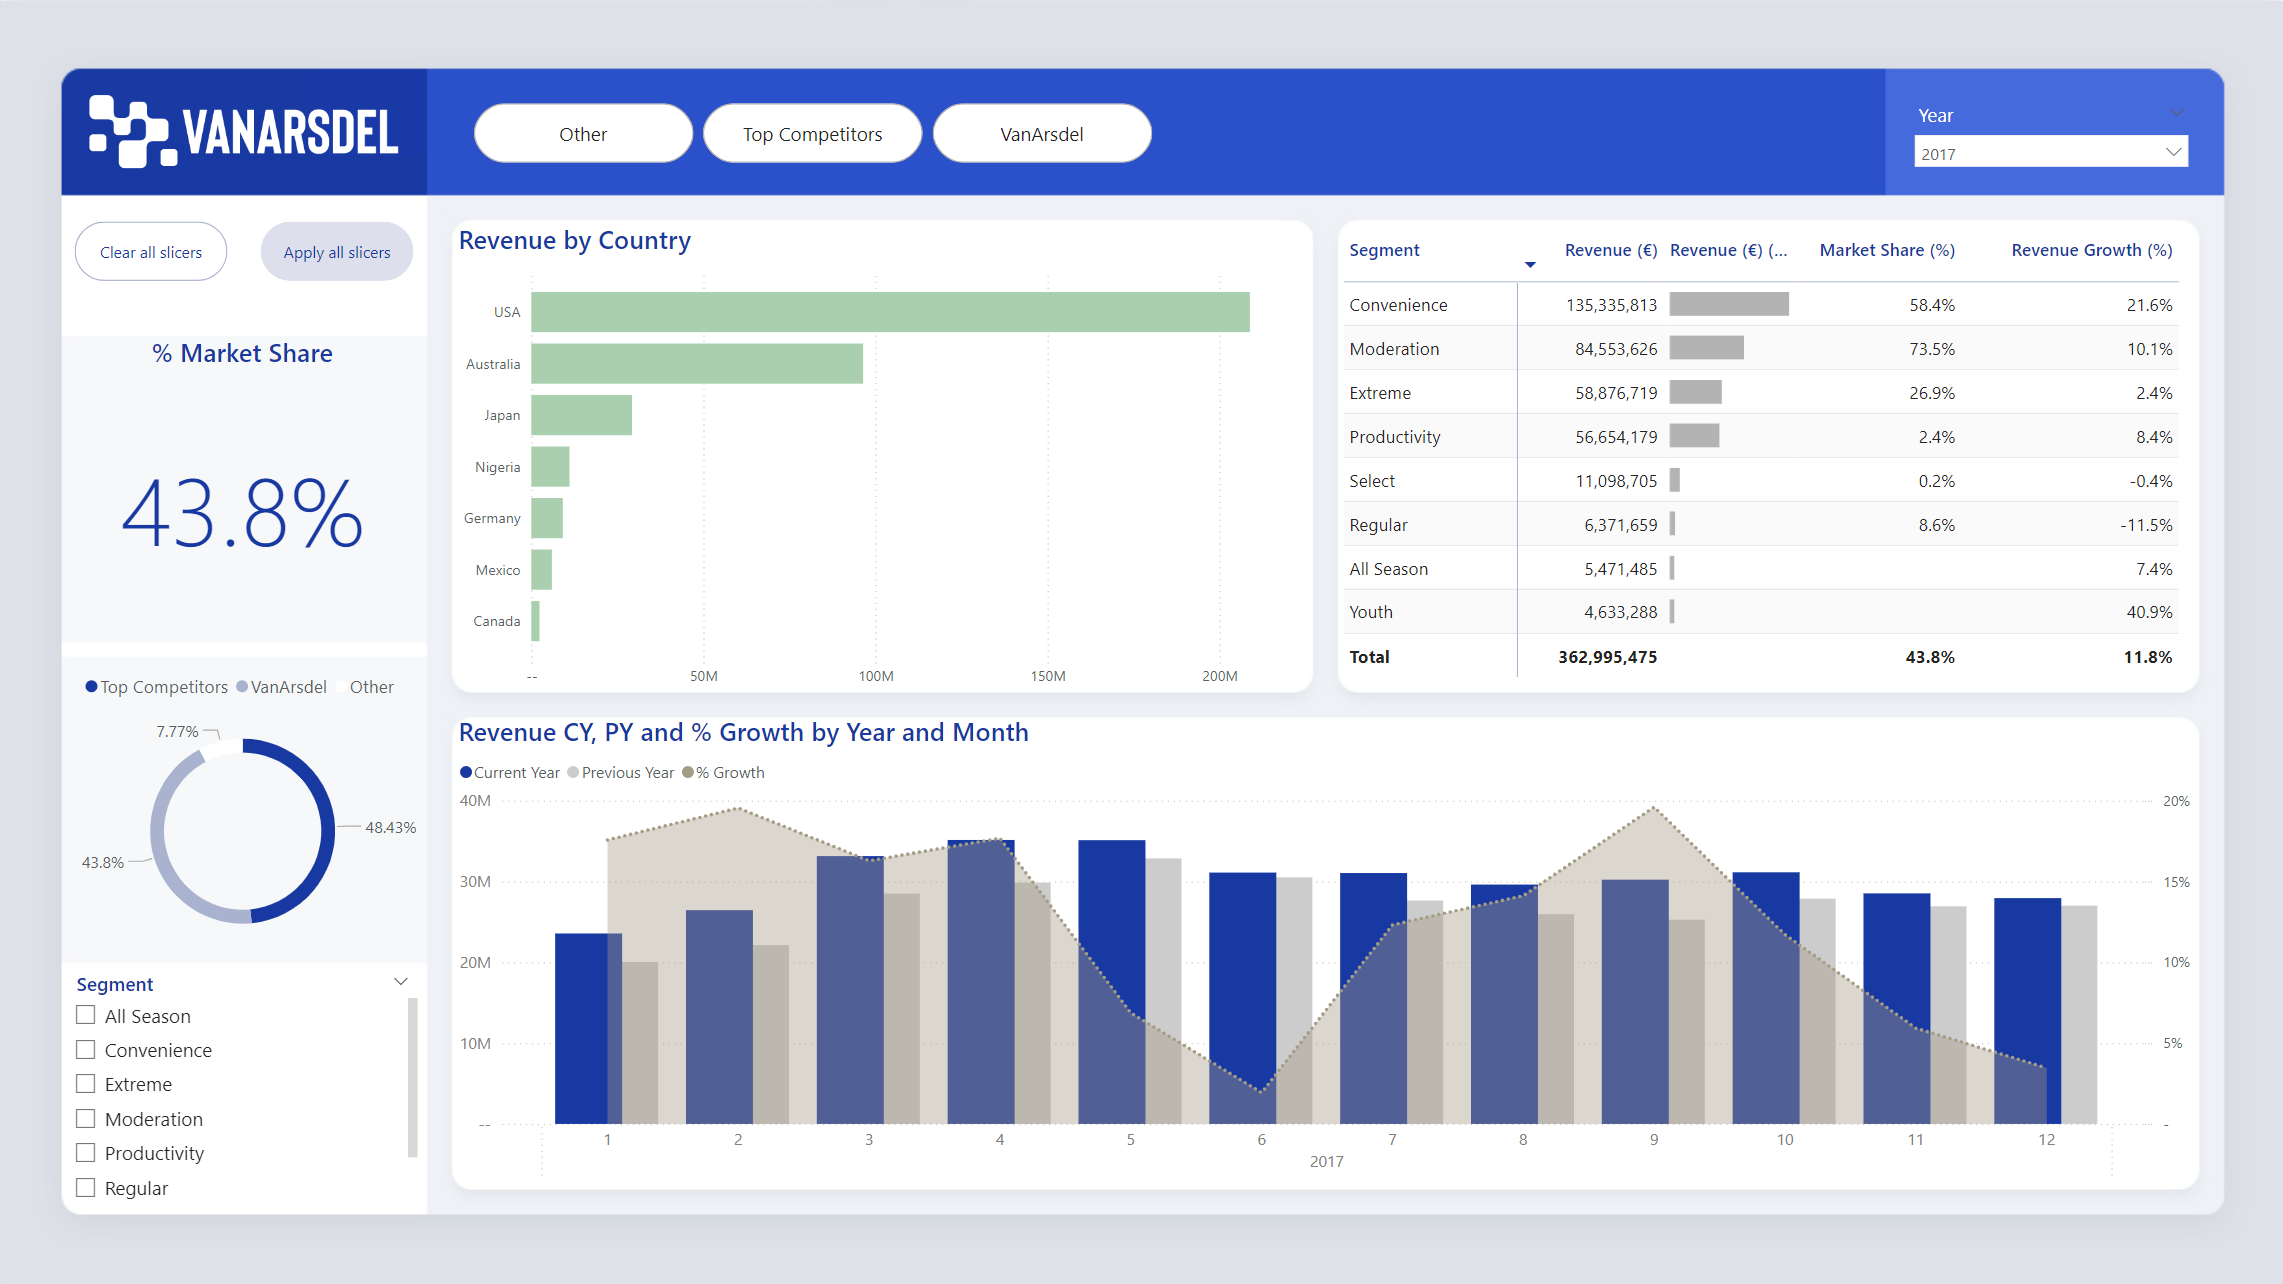 VANARSDEL
Other
Top Competitors
VanArsdel
Year
2017
Clear all slicers
Apply all slicers
% Market Share
43.8%
Top Competitors VanArsdel Other
7.77%
48.43%
43.8%
Segment
All Season
Convenience
Extreme
Moderation
Productivity
Regular
Revenue by Country
USA
Australia
Japan
Nigeria
Germany
Mexico
Canada
-- 50M 100M 150M 200M
Segment Revenue (€) Revenue (€) (... Market Share (%) Revenue Growth (%)
Convenience 135,335,813 58.4% 21.6%
Moderation 84,553,626 73.5% 10.1%
Extreme 58,876,719 26.9% 2.4%
Productivity 56,654,179 2.4% 8.4%
Select 11,098,705 0.2% -0.4%
Regular 6,371,659 8.6% -11.5%
All Season 5,471,485 7.4%
Youth 4,633,288 40.9%
Total 362,995,475 43.8% 11.8%
Revenue CY, PY and % Growth by Year and Month
Current Year Previous Year % Growth
40M 20%
30M 15%
20M 10%
10M 5%
-- -
1 2 3 4 5 6 7 8 9 10 11 12
2017